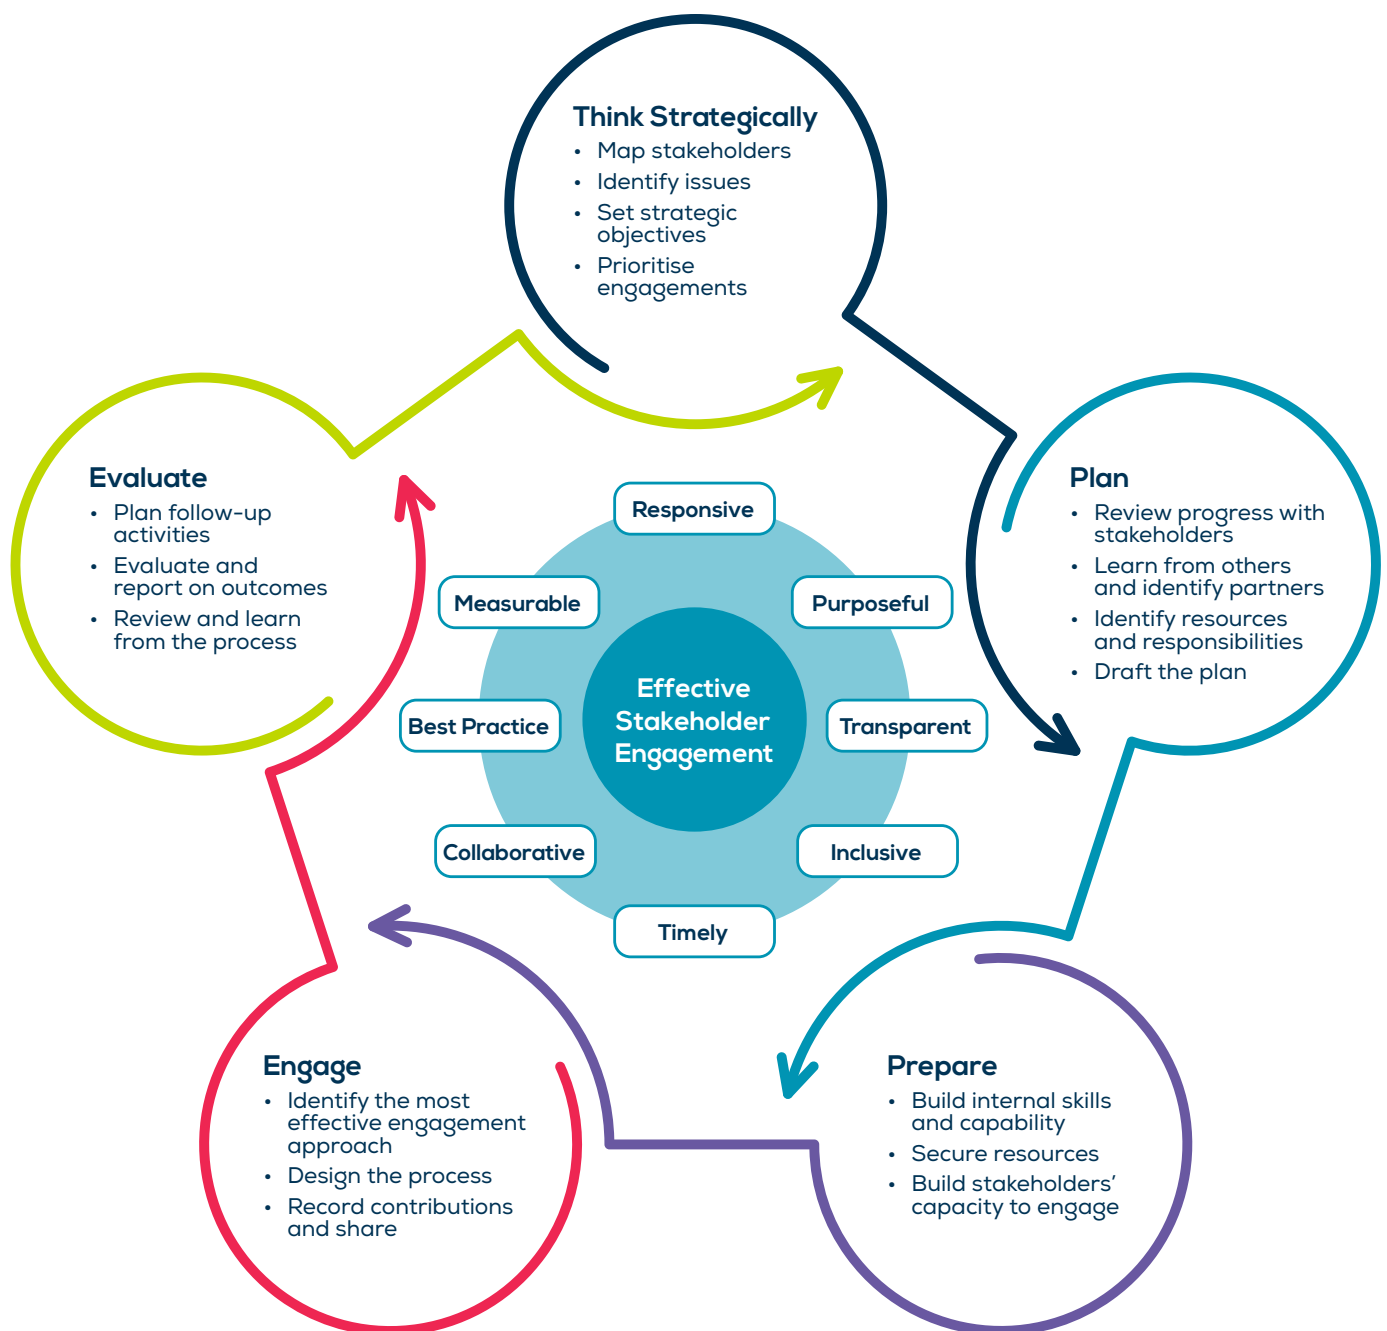 Think Strategically
• Map stakeholders
• Identify issues
• Set strategic
objectives
• Prioritise
engagements
Evaluate
• Plan follow-up
activities
• Evaluate and
report on outcomes
• Review and learn
from the process
Plan
• Review progress with
stakeholders
• Learn from others
and identify partners
• Identify resources
and responsibilities
• Draft the plan
Responsive
Measurable
Purposeful
Effective
Stakeholder
Engagement
Best Practice
Transparent
Collaborative
Inclusive
Timely
Engage
• Identify the most
effective engagement
approach
• Design the process
• Record contributions
and share
Prepare
• Build internal skills
and capability
• Secure resources
• Build stakeholders’
capacity to engage